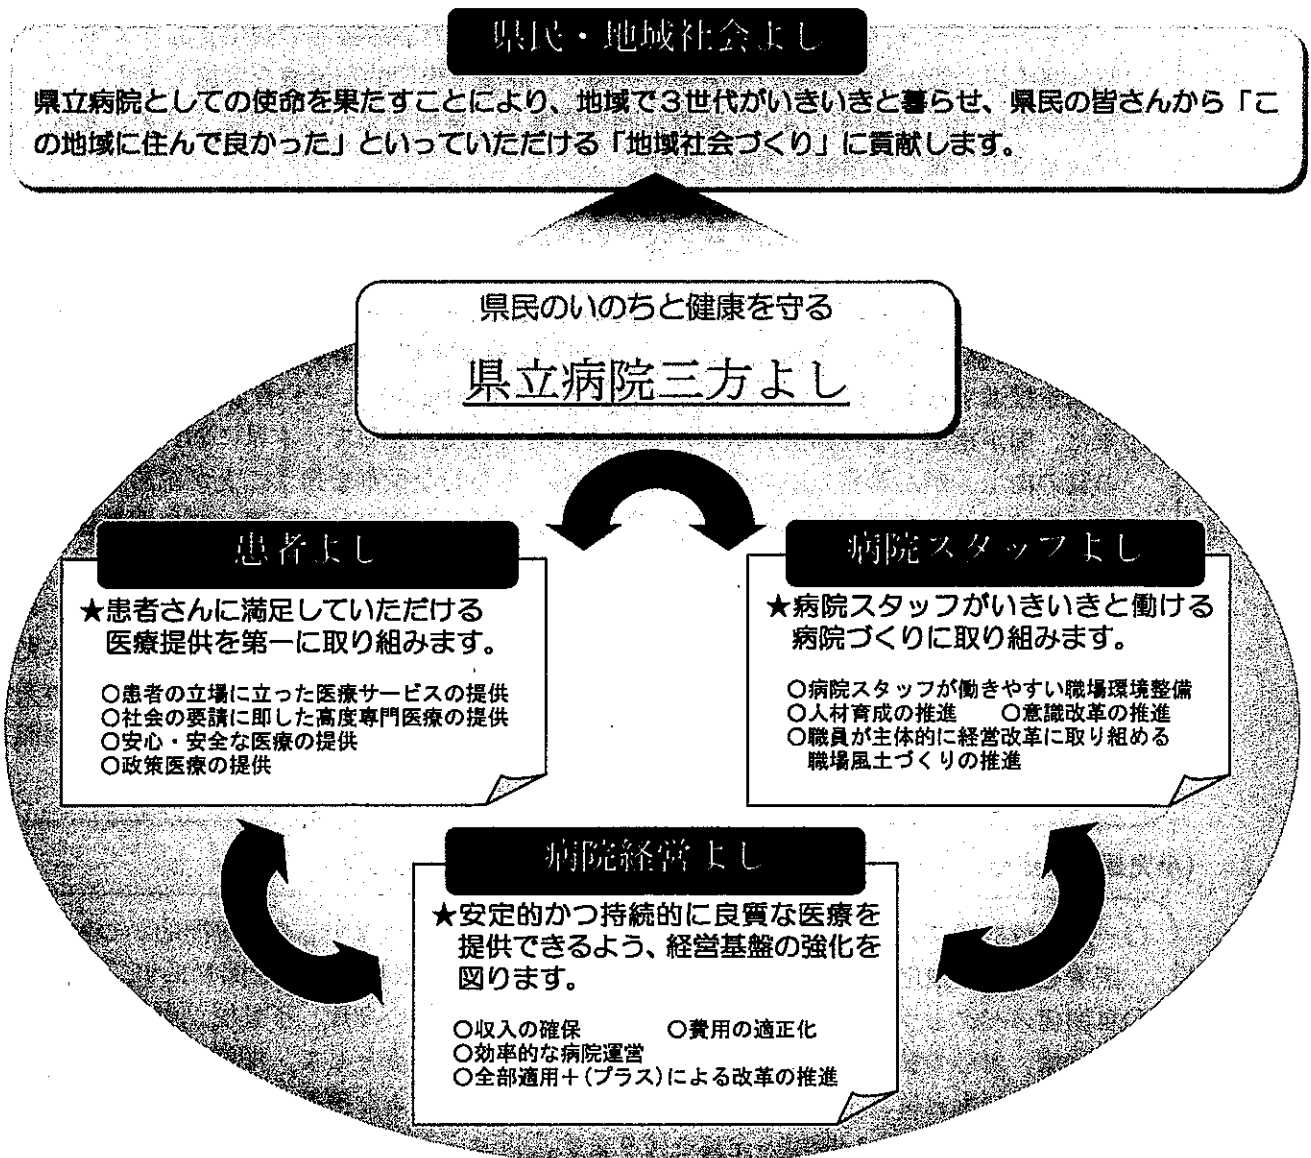 県民・地域社会よし
県立病院としての使命を果たすことにより、地域で3世代がいきいきと暮らせ、県民の皆さんから「こ
の地域に住んで良かった」といっていただける「地域社会づくり」に貢献します。
県民のいのちと健康を守る
県立病院三方よし
患者よし
★患者さんに満足していただける
医療提供を第一に取り組みます。
○患者の立場に立った医療サービスの提供
○社会の要請に即した高度専門医療の提供
○安心・安全な医療の提供
○政策医療の提供
病院スタッフよし
★病院スタッフがいきいきと働ける
病院づくりに取り組みます。
○病院スタッフが働きやすい職場環境整備
○人材育成の推進 ○意識改革の推進
○職員が主体的に経営改革に取り組める
職場風土づくりの推進
病院経営よし
★安定的かつ持続的に良質な医療を
提供できるよう、経営基盤の強化を
図ります。
○収入の確保 ○費用の適正化
○効率的な病院運営
○全部適用+(プラス)による改革の推進